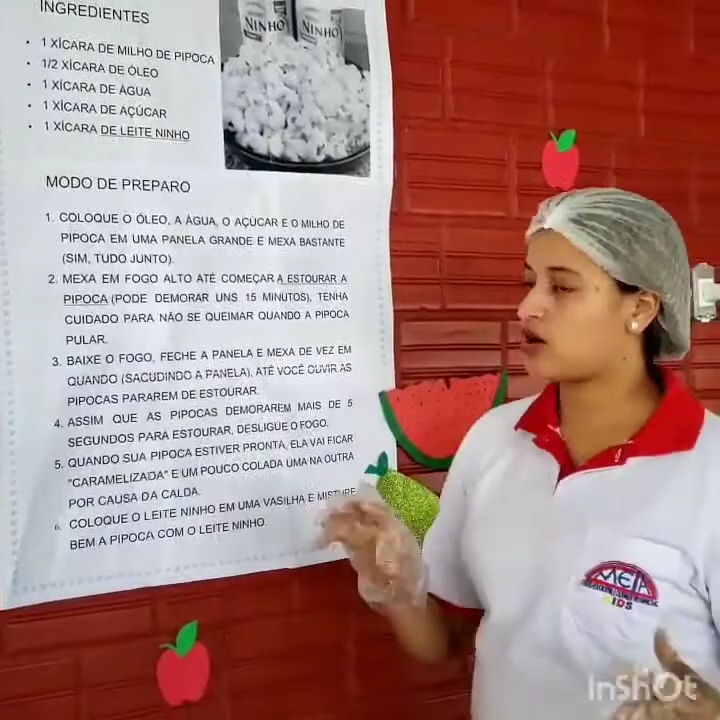 INGREDIENTES
• 1 XÍCARA DE MILHO DE PIPOCA
• 1/2 XÍCARA DE ÓLEO
• 1 XÍCARA DE ÁGUA
• 1 XÍCARA DE AÇÚCAR
• 1 XÍCARA DE LEITE NINHO
NINHO NINHO
MODO DE PREPARO
1. COLOQUE O ÓLEO, A ÁGUA, O AÇÚCAR E O MILHO DE
PIPOCA EM UMA PANELA GRANDE E MEXA BASTANTE
(SIM, TUDO JUNTO).
2. MEXA EM FOGO ALTO ATÉ COMEÇAR A ESTOURAR A
PIPOCA (PODE DEMORAR UNS 15 MINUTOS), TENHA
CUIDADO PARA NÃO SE QUEIMAR QUANDO A PIPOCA
PULAR.
3. BAIXE O FOGO, FECHE A PANELA E MEXA DE VEZ EM
QUANDO (SACUDINDO A PANELA), ATÉ VOCÊ OUVIR AS
PIPOCAS PARAREM DE ESTOURAR.
4. ASSIM QUE AS PIPOCAS DEMORAREM MAIS DE 5
SEGUNDOS PARA ESTOURAR, DESLIGUE O FOGO.
5. QUANDO SUA PIPOCA ESTIVER PRONTA, ELA VAI FICAR
"CARAMELIZADA" E UM POUCO COLADA UMA NA OUTRA
POR CAUSA DA CALDA.
6. COLOQUE O LEITE NINHO EM UMA VASILHA E MISTURE
BEM A PIPOCA COM O LEITE NINHO.
META
KIDS
InShOt